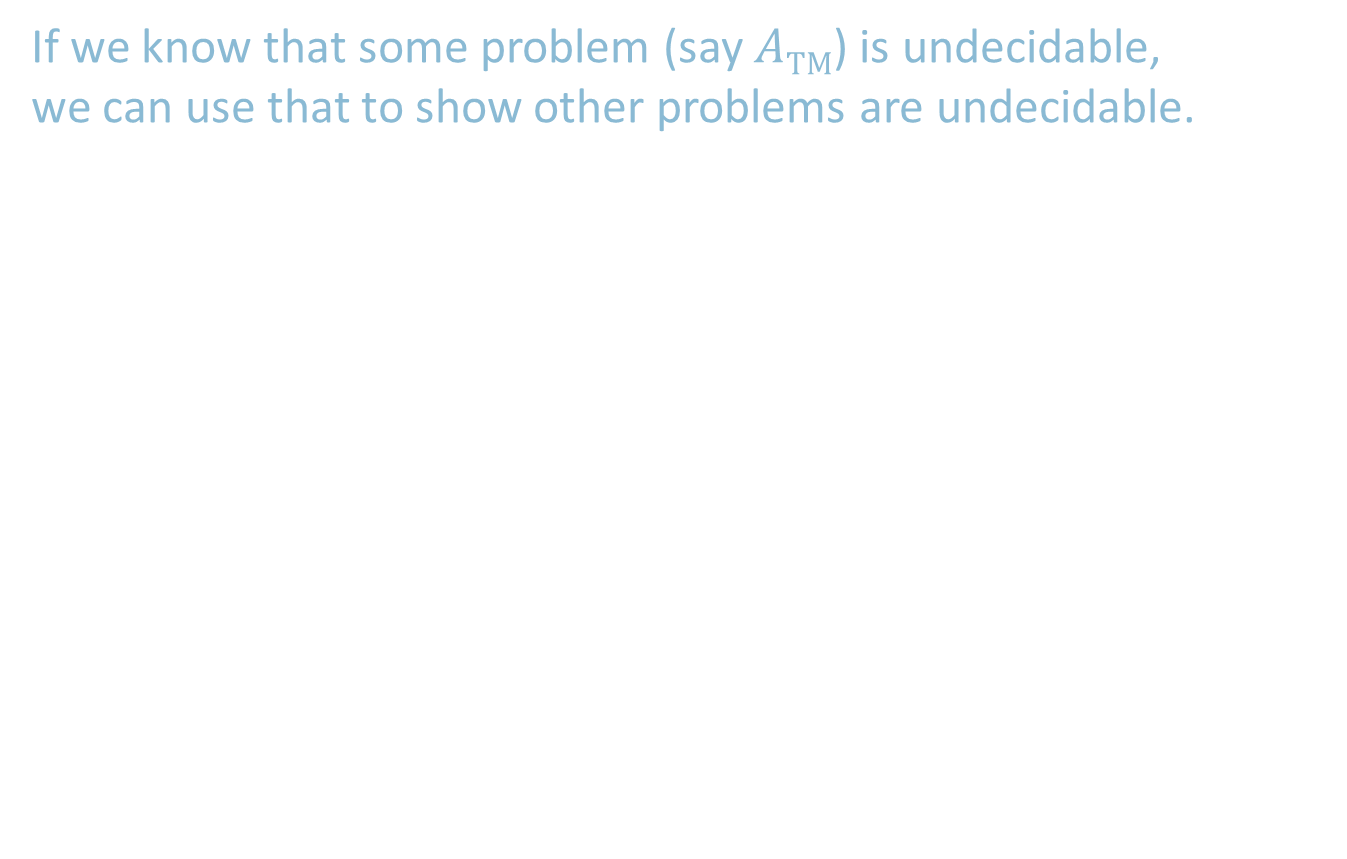 If we know that some problem (say 𝐴TM) is undecidable,
we can use that to show other problems are undecidable.